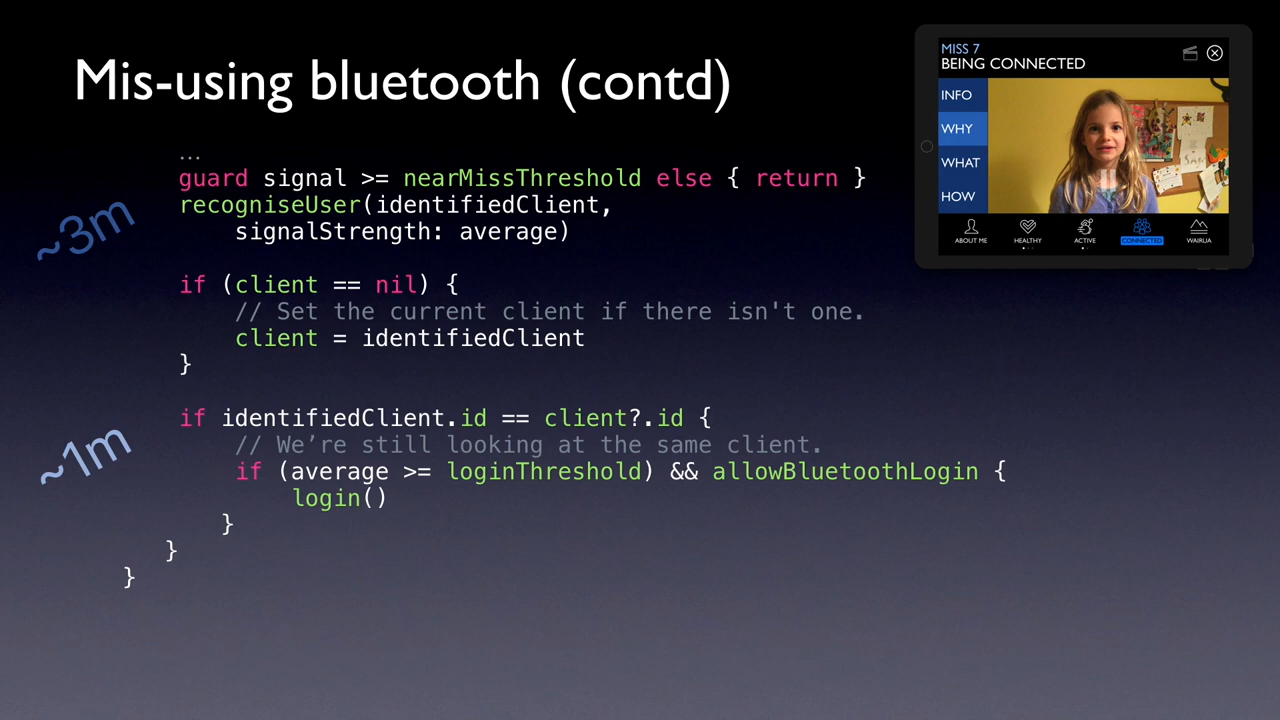 Mis-using bluetooth (contd)
...
guard signal >= nearMissThreshold else { return }
recogniseUser(identifiedClient,
signalStrength: average)
~3m
if (client == nil) {
// Set the current client if there isn't one.
client = identifiedClient
}
~1m
if identifiedClient.id == client?.id {
// We’re still looking at the same client.
if (average >= loginThreshold) && allowBluetoothLogin {
login()
}
}
}
MISS 7
BEING CONNECTED
INFO
WHY
WHAT
HOW
ABOUT ME
HEALTHY
ACTIVE
CONNECTED
WAIRUA